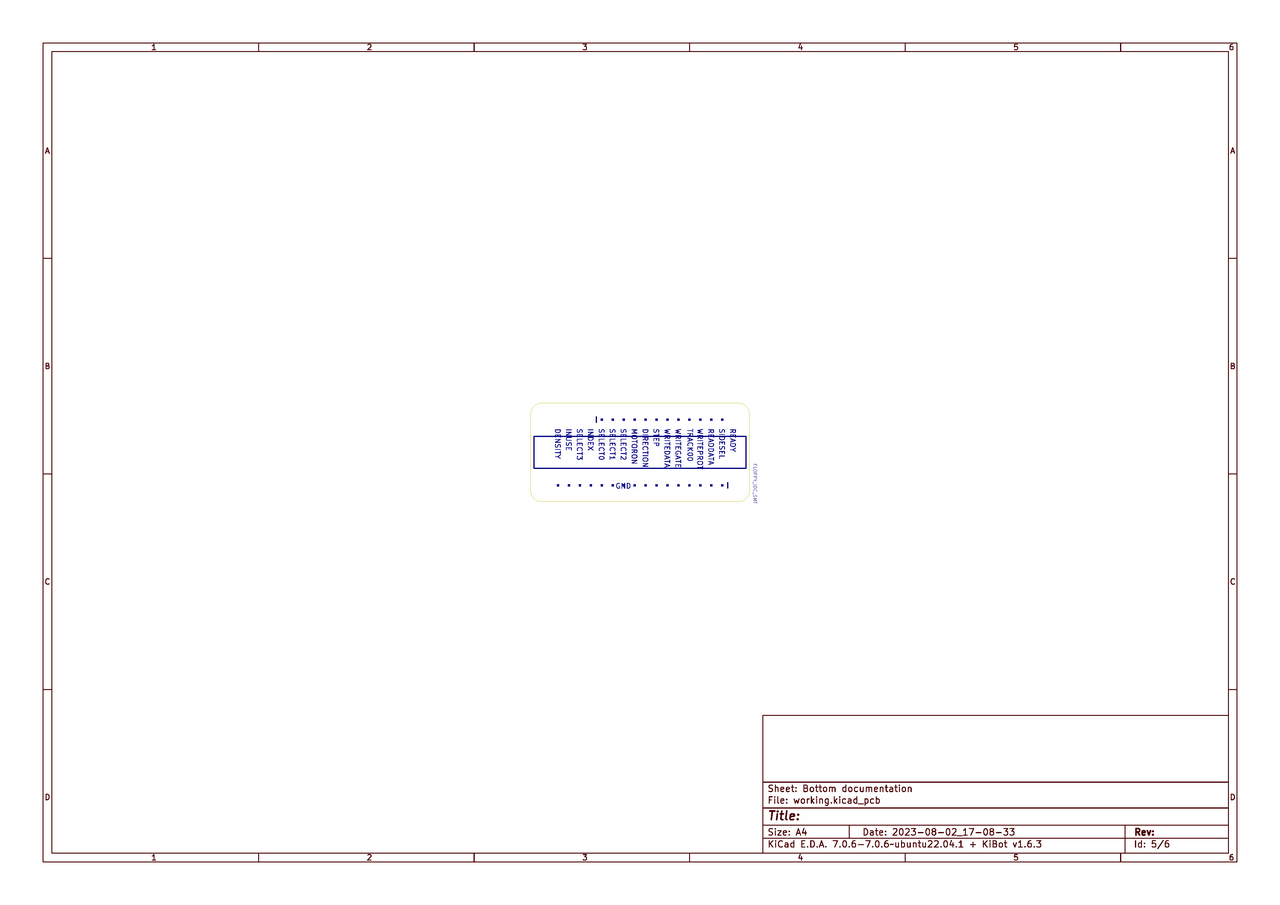 1 2 3 4 5 6
A A
B B
READY
SIDESEL
READDATA
WRITEPROT
TRACK00
WRITEGATE
WRITEDATA
STEP
DIRECTION
MOTORON
SELECT2
SELECT1
SELECT0
INDEX
SELECT3
INUSE
DENSITY
GND
FLOPPY_IDC_SMT
C C
D D
Sheet: Bottom documentation
File: working.kicad_pcb
Title:
Size: A4 Date: 2023-08-02_17-08-33 Rev:
KiCad E.D.A. 7.0.6-7.0.6~ubuntu22.04.1 + KiBot v1.6.3 Id: 5/6
1 2 3 4 5 6